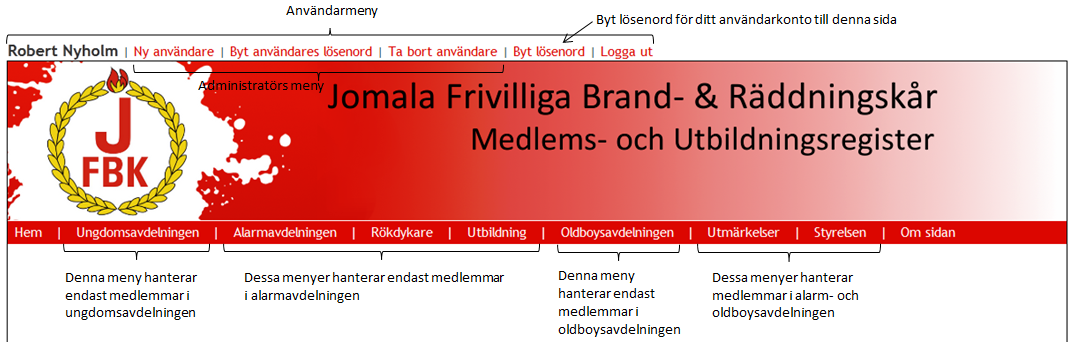 Användarmeny
Byt lösenord för ditt användarkonto till denna sida
Robert Nyholm | Ny användare | Byt användares lösenord | Ta bort användare | Byt lösenord | Logga ut
Administratörs meny
J
FBK
Jomala Frivilliga Brand- & Räddningskår
Medlems- och Utbildningsregister
Hem | Ungdomsavdelningen | Alarmavdelningen | Rökdykare | Utbildning | Oldboysavdelningen | Utmärkelser | Styrelsen | Om sidan
Denna meny hanterar
endast medlemmar i
ungdomsavdelningen
Dessa menyer hanterar endast medlemmar
i alarmavdelningen
Denna meny
hanterar endast
medlemmar i
oldboysavdelningen
Dessa menyer hanterar
medlemmar i alarm- och
oldboysavdelningen